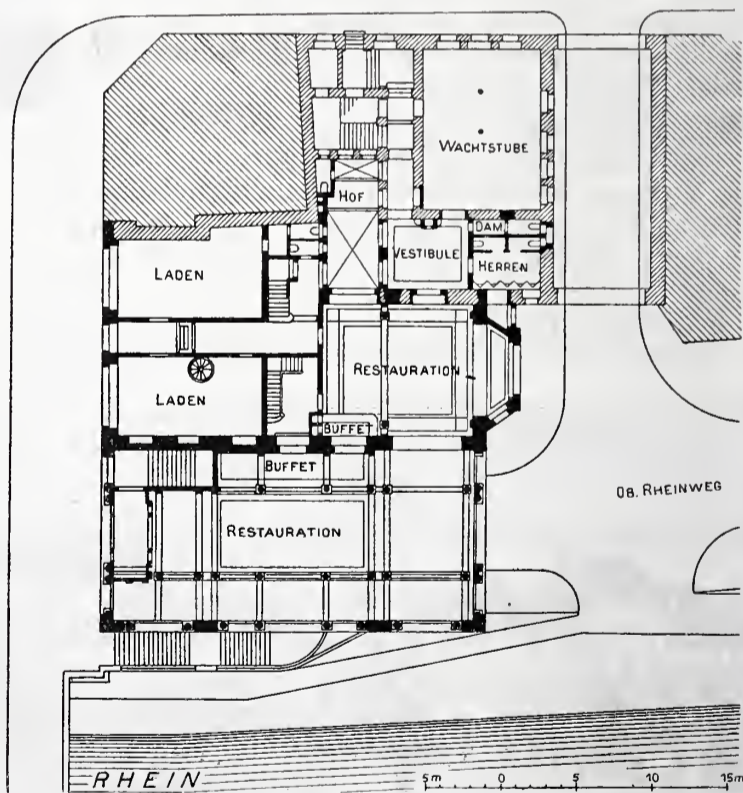 WACHTSTUBE
HOF
DAM.
VESTIBULE
HERREN
LADEN
RESTAURATION
LADEN
BUFFET
BUFFET
OB. RHEINWEG
RESTAURATION
RHEIN
5m 0 5 10 15m